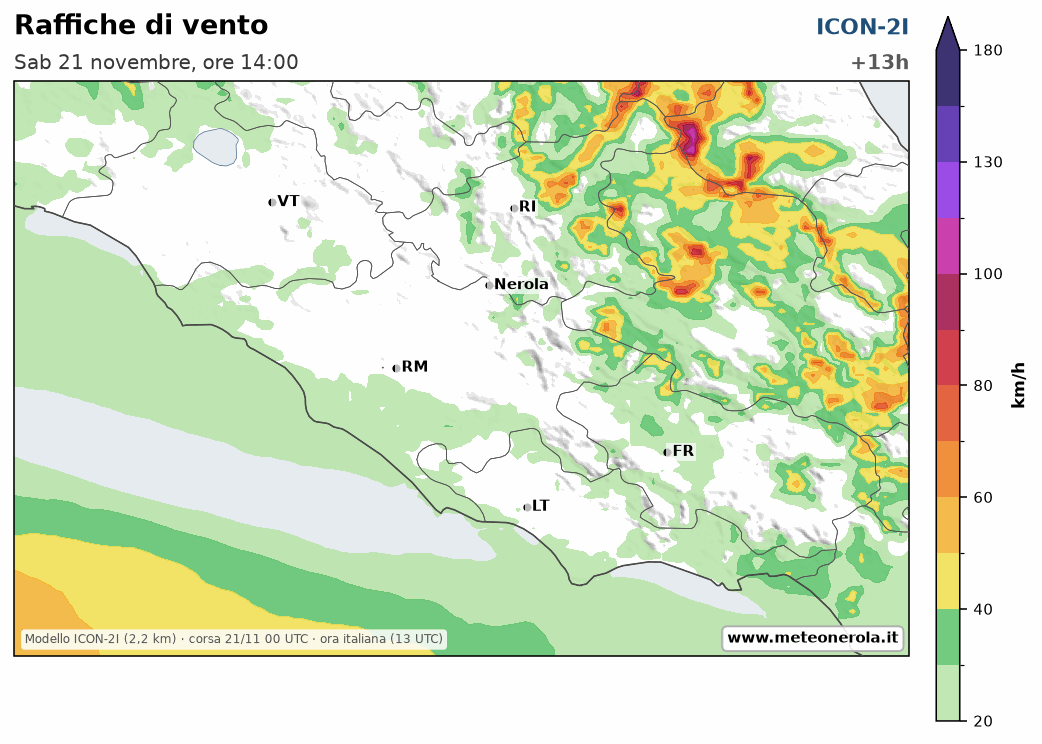 Raffiche di vento
ICON-2I
Sab 21 novembre, ore 14:00
+13h
180
130
100
80
60
40
20
km/h
VT
RI
Nerola
RM
FR
LT
Modello ICON-2I (2,2 km) · corsa 21/11 00 UTC · ora italiana (13 UTC)
www.meteonerola.it